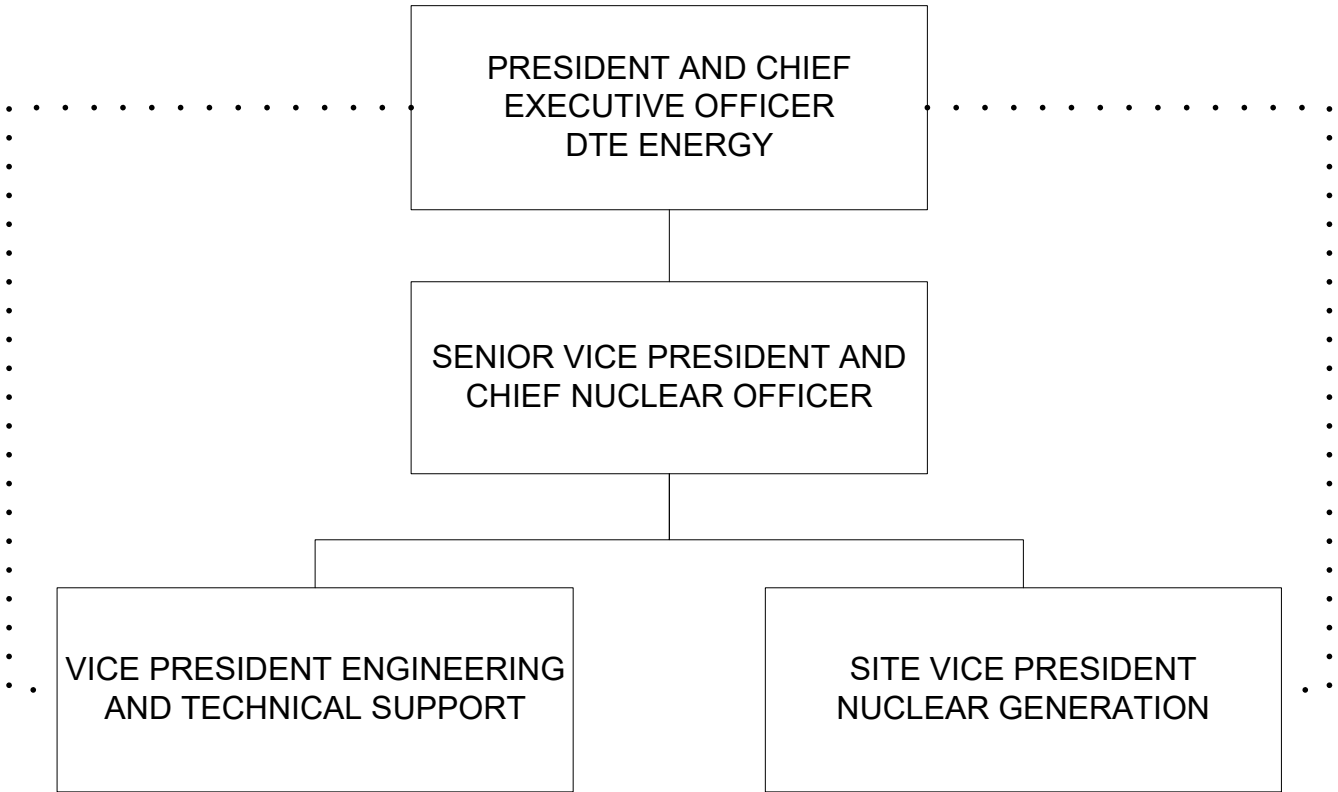 PRESIDENT AND CHIEF
EXECUTIVE OFFICER
DTE ENERGY
SENIOR VICE PRESIDENT AND
CHIEF NUCLEAR OFFICER
VICE PRESIDENT ENGINEERING
AND TECHNICAL SUPPORT
SITE VICE PRESIDENT
NUCLEAR GENERATION